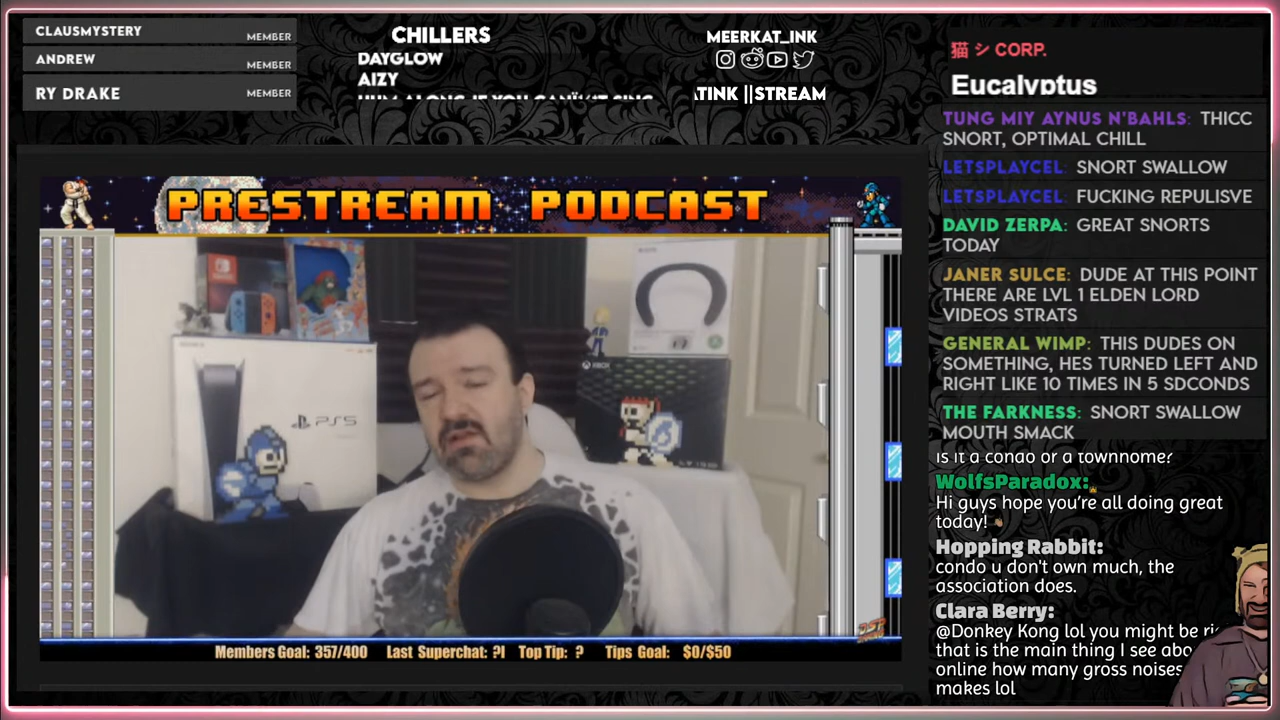 CLAUSMYSTERY
MEMBER
ANDREW
MEMBER
RY DRAKE
MEMBER
CHILLERS
DAYGLOW
AIZY
MEERKAT_INK
TINK ||STREAM
猫 シ CORP.
Eucalyptus
PRESTREAM PODCAST
PS5
XBOX
TUNG MIY AYNUS N'BAHLS: THICC
SNORT, OPTIMAL CHILL
LETSPLAYCEL: SNORT SWALLOW
LETSPLAYCEL: FUCKING REPULISVE
DAVID ZERPA: GREAT SNORTS
TODAY
JANER SULCE: DUDE AT THIS POINT
THERE ARE LVL 1 ELDEN LORD
VIDEOS STRATS
GENERAL WIMP: THIS DUDES ON
SOMETHING, HES TURNED LEFT AND
RIGHT LIKE 10 TIMES IN 5 SDCONDS
THE FARKNESS: SNORT SWALLOW
MOUTH SMACK
is it a condo or a townhome?
WolfsParadox:
Hi guys hope you're all doing great
today!
Hopping Rabbit:
condo u don't own much, the
association does.
Clara Berry:
@Donkey Kong lol you might be
that is the main thing I see
online how many gross noises
makes lol
Members Goal: 357/400 Last Superchat: ?| Top Tip: ? Tips Goal: $0/$50
DSP